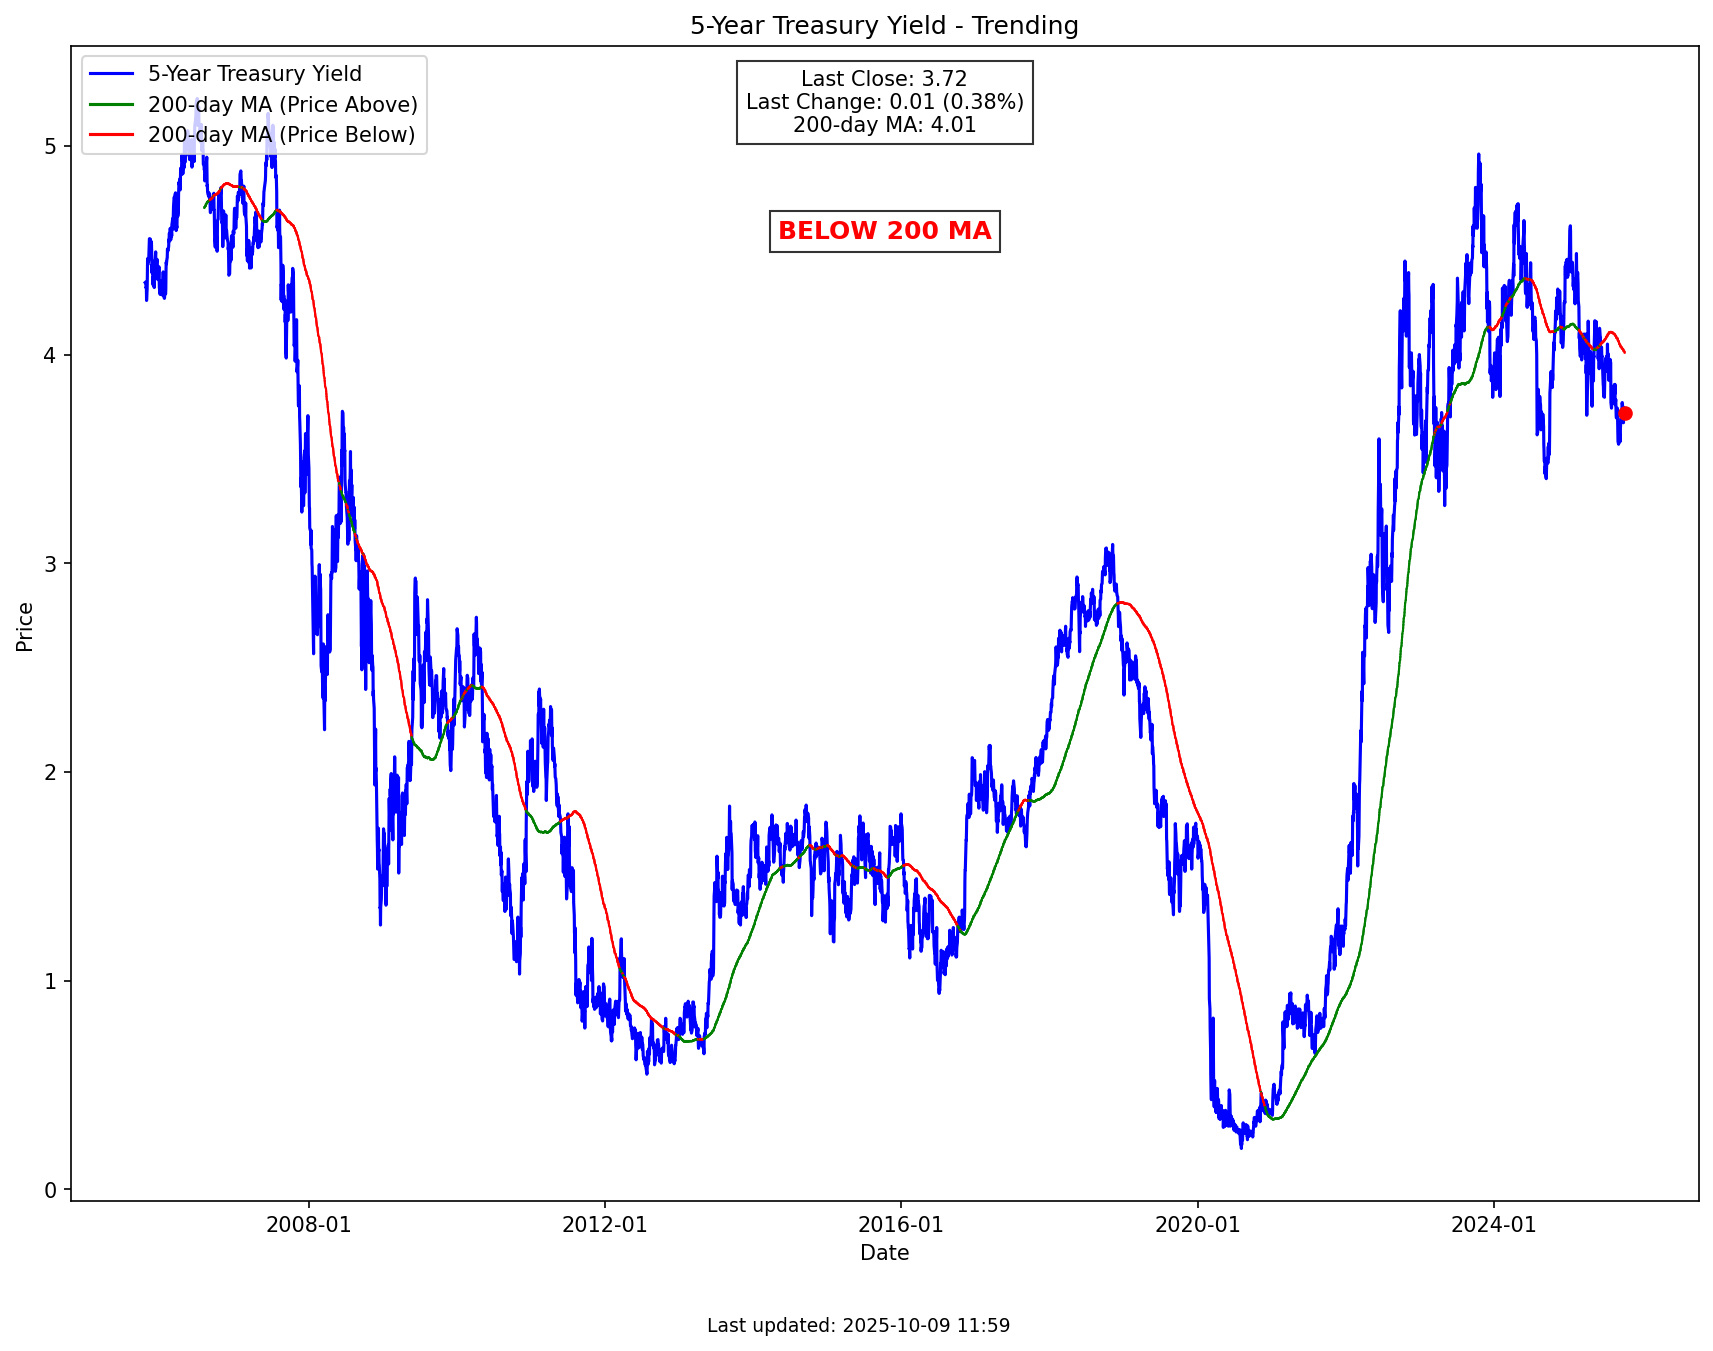 5-Year Treasury Yield - Trending
5-Year Treasury Yield
200-day MA (Price Above)
200-day MA (Price Below)
Last Close: 3.72
Last Change: 0.01 (0.38%)
200-day MA: 4.01
BELOW 200 MA
Price
5
4
3
2
1
0
2008-01
2012-01
2016-01
2020-01
2024-01
Date
Last updated: 2025-10-09 11:59